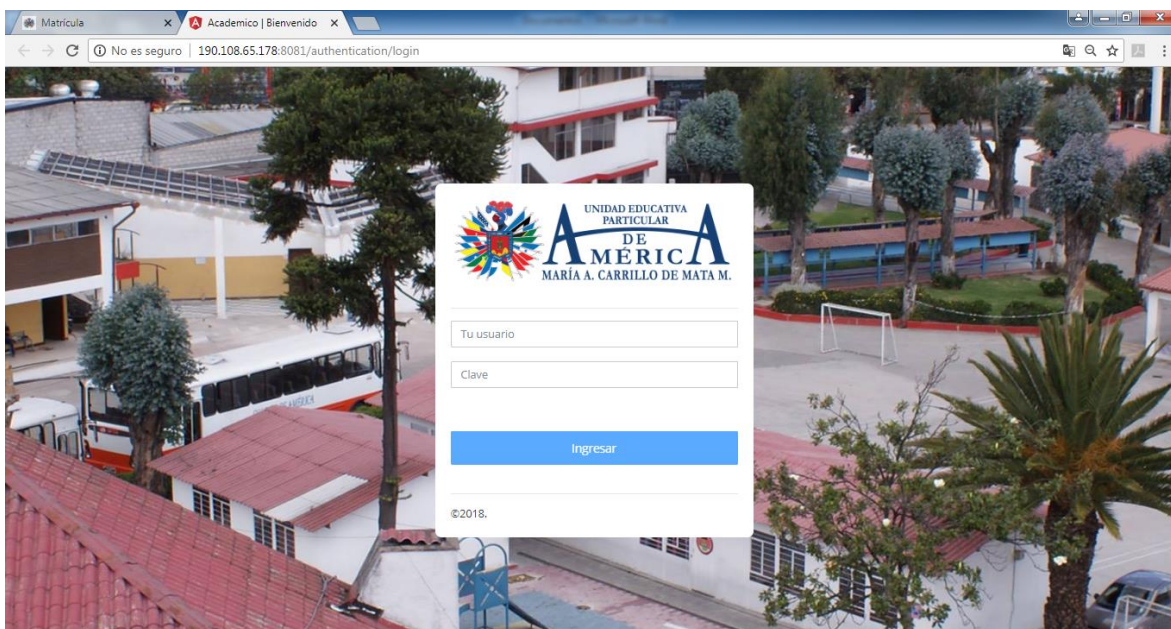 Matrícula
Academico | Bienvenido
No es seguro | 190.108.65.178:8081/authentication/login
UNIDAD EDUCATIVA
PARTICULAR
DE
AMÉRICA
MARÍA A. CARRILLO DE MATA M.
Tu usuario
Clave
Ingresar
©2018.